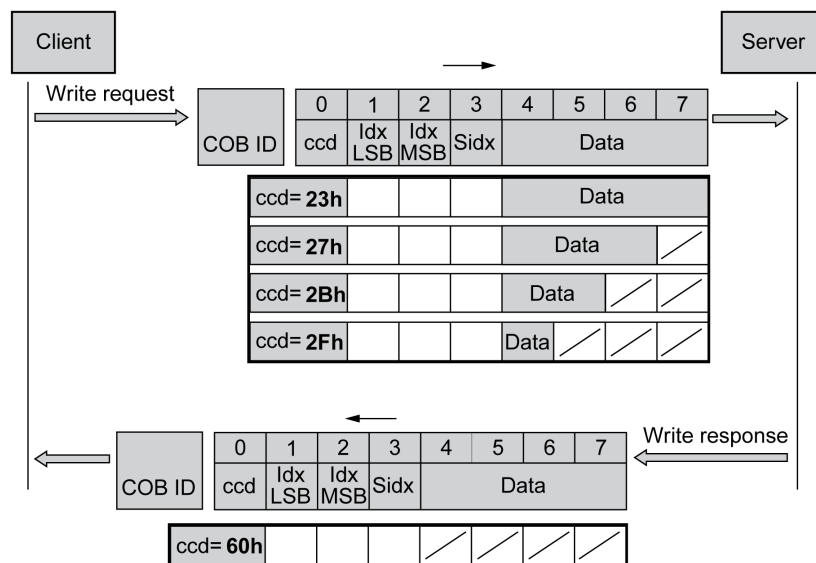 Client
Server
Write request
COB ID
0 1 2 3 4 5 6 7
ccd Idx LSB Idx MSB Sidx Data
ccd= 23h Data
ccd= 27h Data
ccd= 2Bh Data
ccd= 2Fh Data
Write response
COB ID
0 1 2 3 4 5 6 7
ccd Idx LSB Idx MSB Sidx Data
ccd= 60h